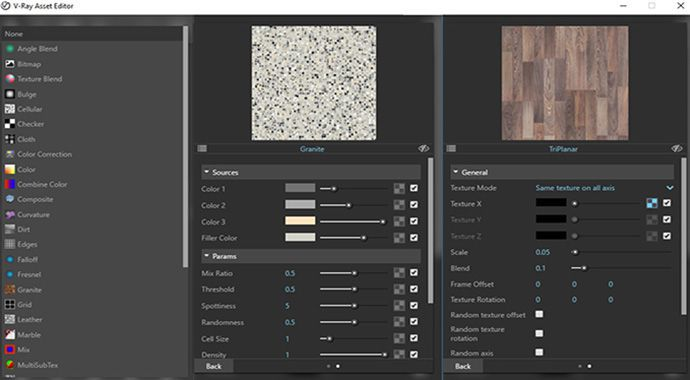 V-Ray Asset Editor
None
Angle Blend
Bitmap
Texture Blend
Bulge
Cellular
Checker
Cloth
Color Correction
Color
Combine Color
Composite
Curvature
Dirt
Edges
Falloff
Fresnel
Granite
Grid
Leather
Marble
Mix
MultiSubTex
Granite
Sources
Color 1
Color 2
Color 3
Filler Color
Params
Mix Ratio 0.5
Threshold 0.5
Spottiness 5
Randomness 0.5
Cell Size 1
Density 1
Back
TriPlanar
General
Texture Mode Same texture on all axis
Texture X
Texture Y
Texture Z
Scale 0.05
Blend 0.1
Frame Offset 0 0 0
Texture Rotation 0 0 0
Random texture offset
Random texture
rotation
Random axis
Back